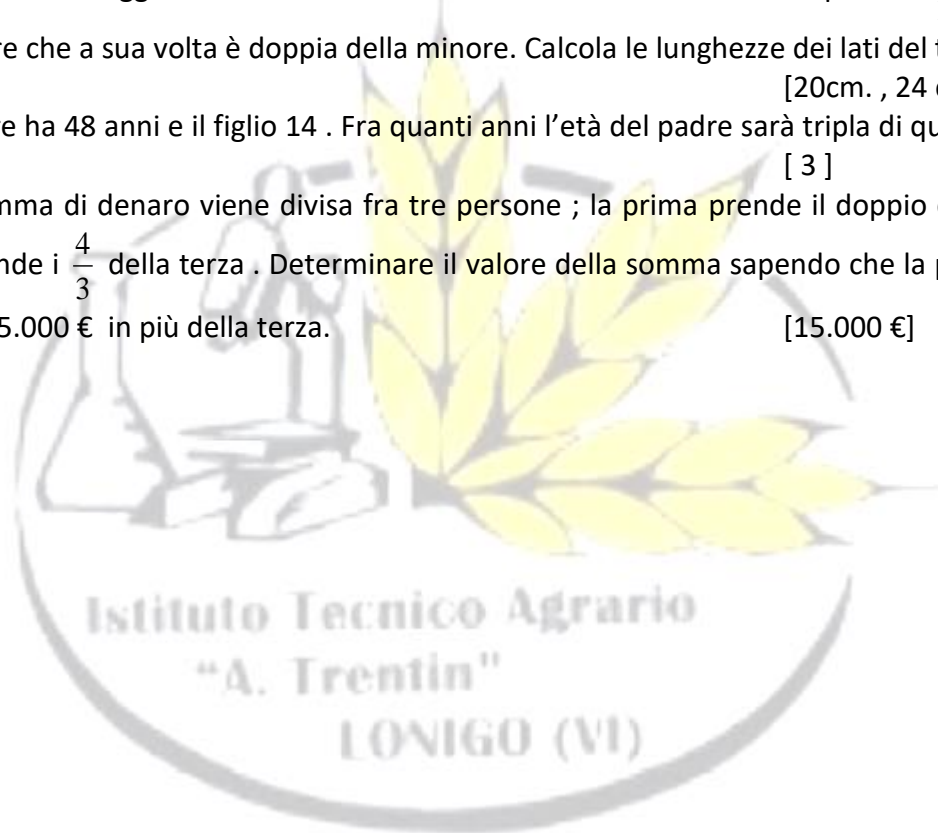 re che a sua volta è doppia della minore. Calcola le lunghezze dei lati del
[20cm. , 24
e ha 48 anni e il figlio 14 . Fra quanti anni l’età del padre sarà tripla di qu
[ 3 ]
mma di denaro viene divisa fra tre persone ; la prima prende il doppio
nde i 4/3 della terza . Determinare il valore della somma sapendo che la
5.000 € in più della terza. [15.000 €]
Istituto Tecnico Agrario
"A. Trentin"
LONIGO (VI)